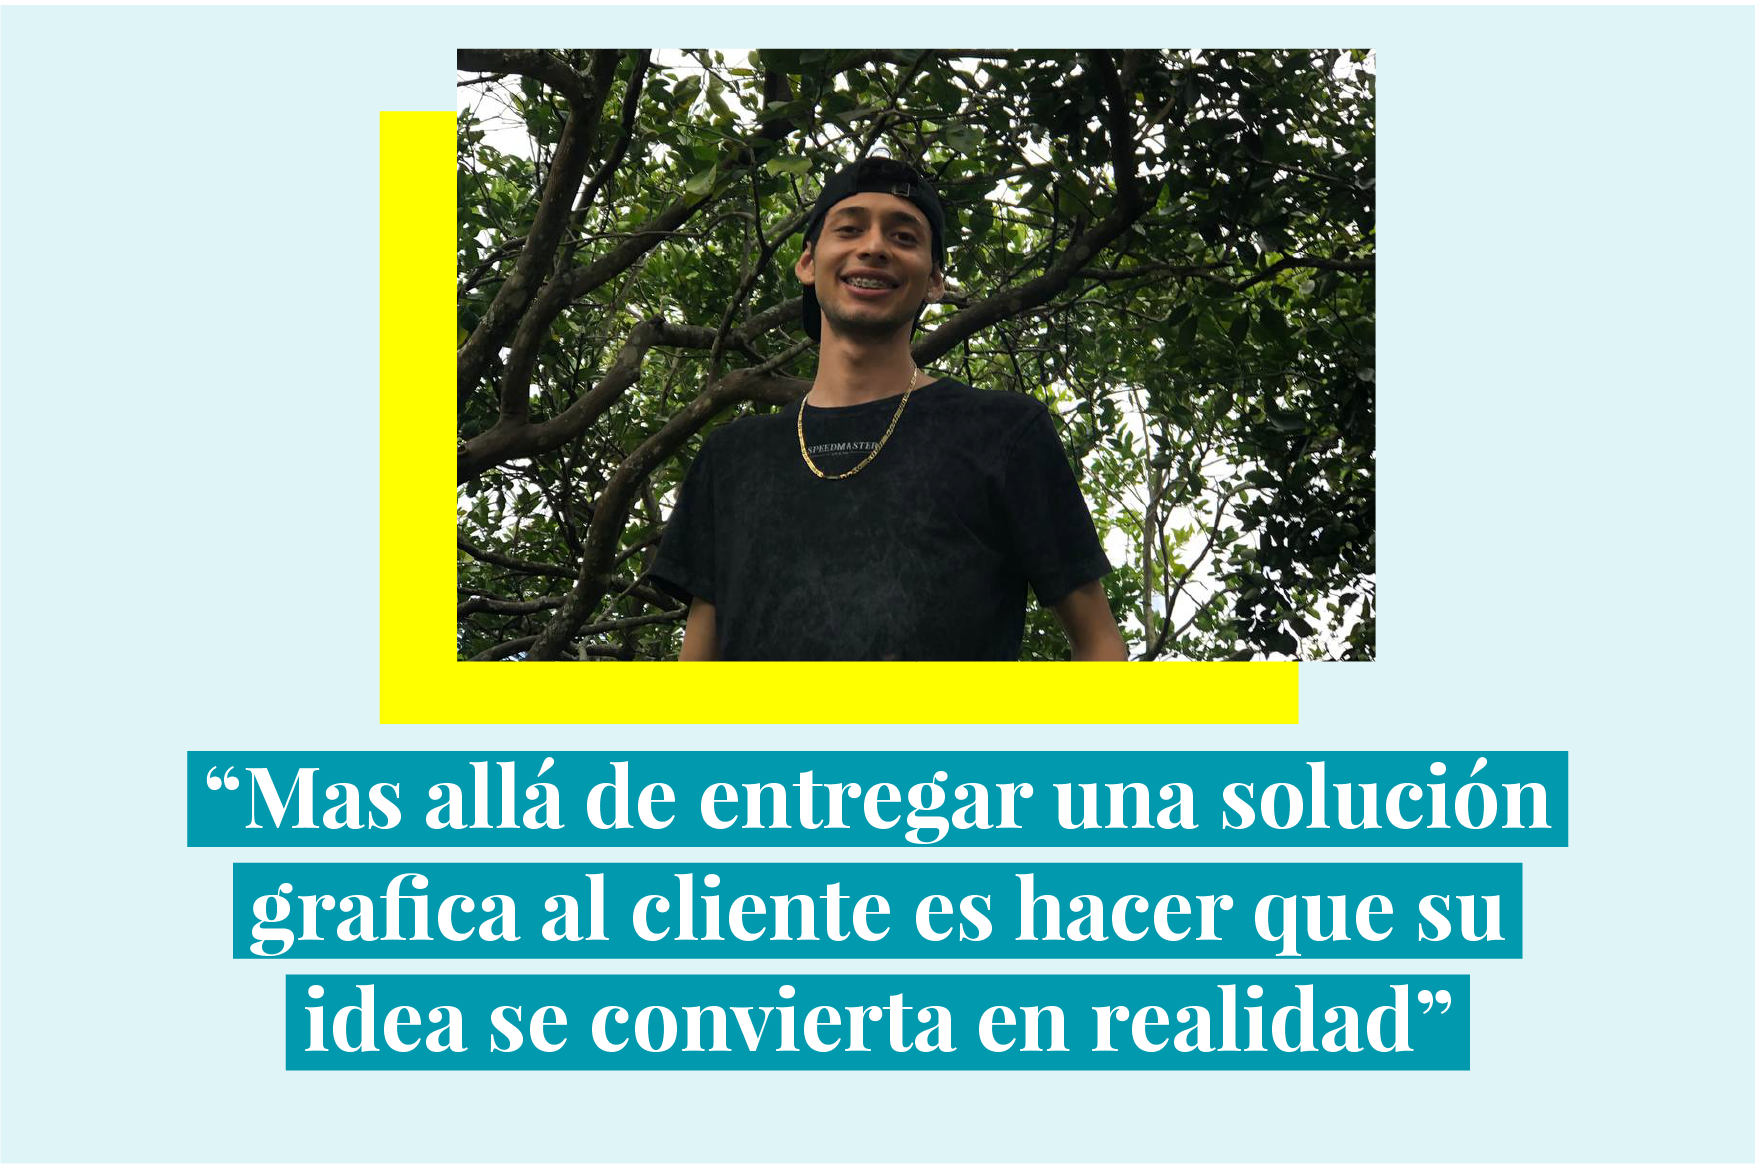 SPEEDMASTER
“Mas allá de entregar una solución
grafica al cliente es hacer que su
idea se convierta en realidad”